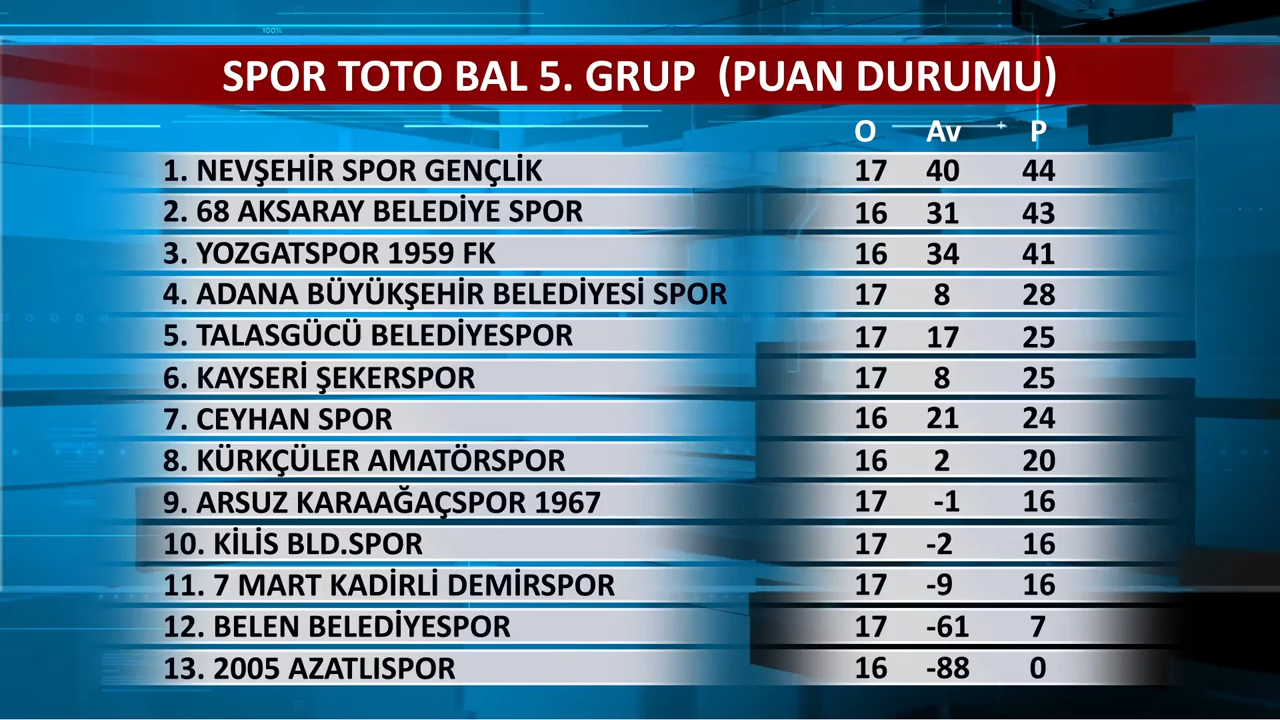 100%
SPOR TOTO BAL 5. GRUP (PUAN DURUMU)
O Av P
1. NEVŞEHİR SPOR GENÇLİK 17 40 44
2. 68 AKSARAY BELEDİYE SPOR 16 31 43
3. YOZGATSPOR 1959 FK 16 34 41
4. ADANA BÜYÜKŞEHİR BELEDİYESİ SPOR 17 8 28
5. TALASGÜCÜ BELEDİYESPOR 17 17 25
6. KAYSERİ ŞEKERSPOR 17 8 25
7. CEYHAN SPOR 16 21 24
8. KÜRKÇÜLER AMATÖRSPOR 16 2 20
9. ARSUZ KARAAĞAÇSPOR 1967 17 -1 16
10. KİLİS BLD.SPOR 17 -2 16
11. 7 MART KADİRLİ DEMİRSPOR 17 -9 16
12. BELEN BELEDİYESPOR 17 -61 7
13. 2005 AZATLISPOR 16 -88 0